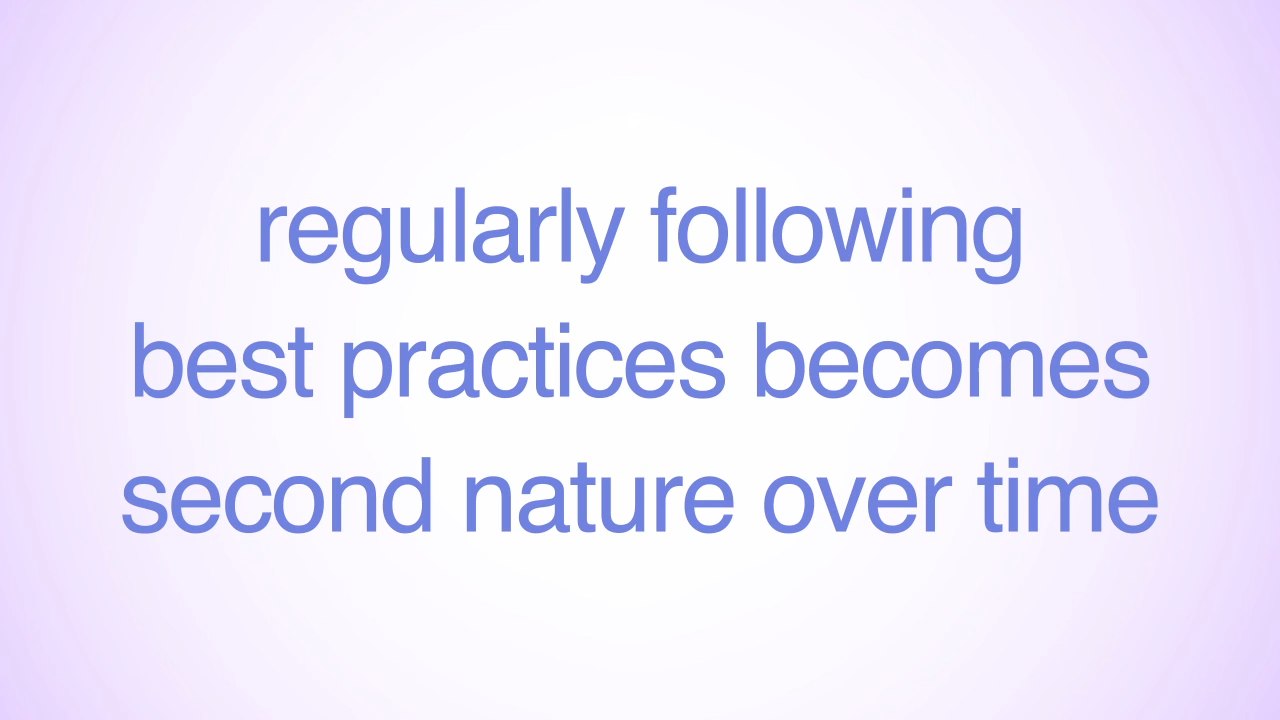 regularly following
best practices becomes
second nature over time